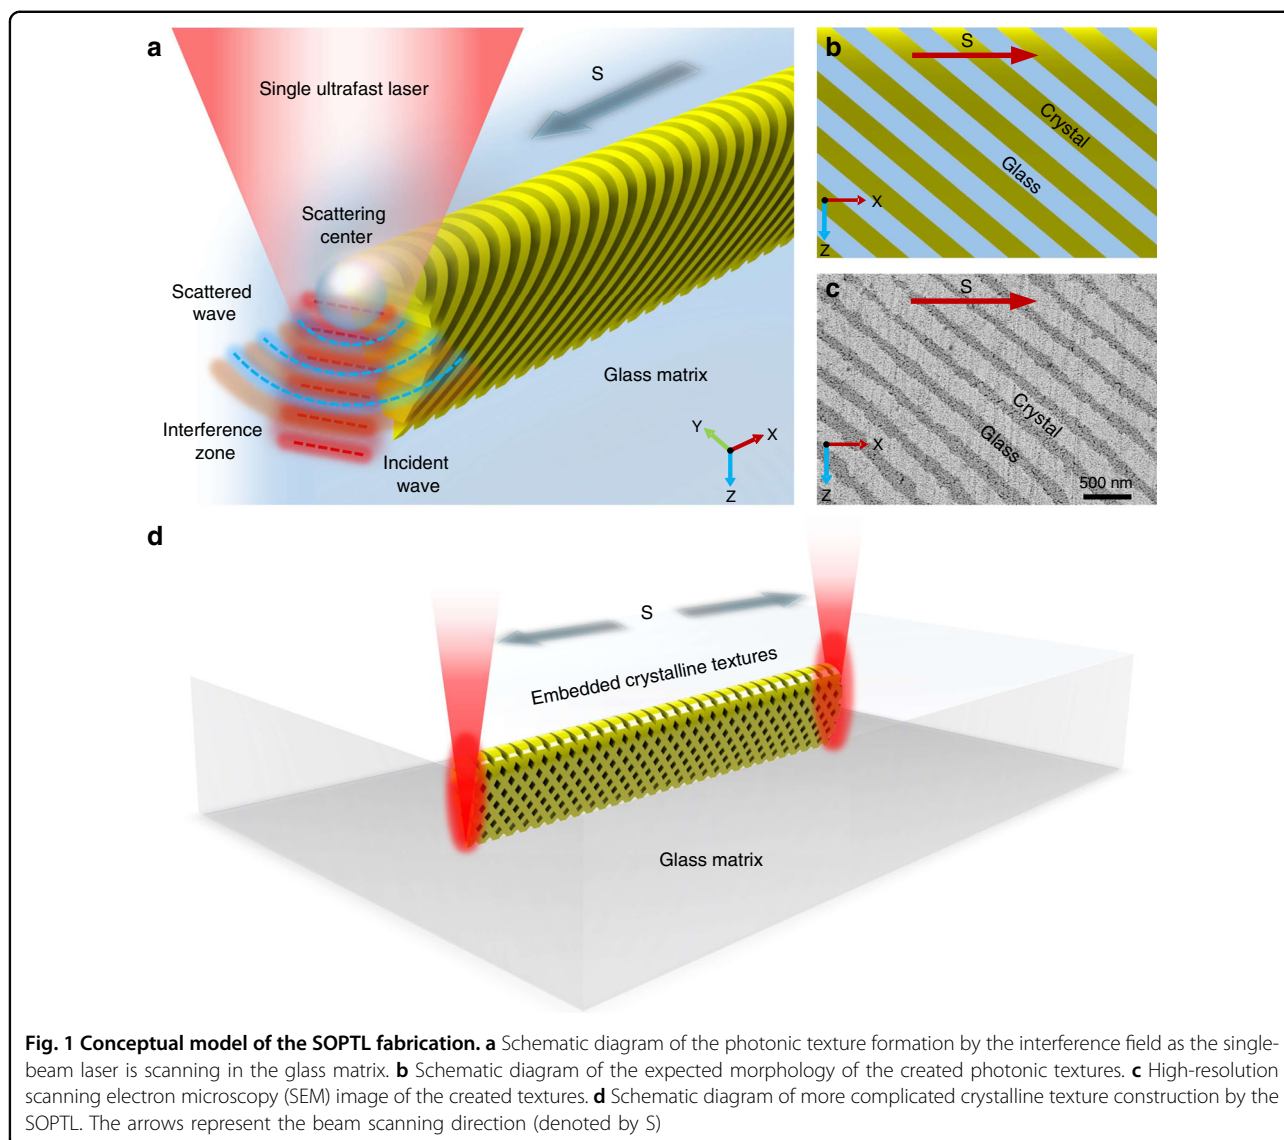 a
Single ultrafast laser
S
Scattering
center
Scattered
wave
Glass matrix
Interference
zone
Incident
wave
Y
X
Z
b
S
Crystal
Glass
X
Z
c
S
Crystal
Glass
X
Z
500 nm
d
S
Embedded crystalline textures
Glass matrix
Fig. 1 Conceptual model of the SOPTL fabrication. a Schematic diagram of the photonic texture formation by the interference field as the single-
beam laser is scanning in the glass matrix. b Schematic diagram of the expected morphology of the created photonic textures. c High-resolution
scanning electron microscopy (SEM) image of the created textures. d Schematic diagram of more complicated crystalline texture construction by the
SOPTL. The arrows represent the beam scanning direction (denoted by S)